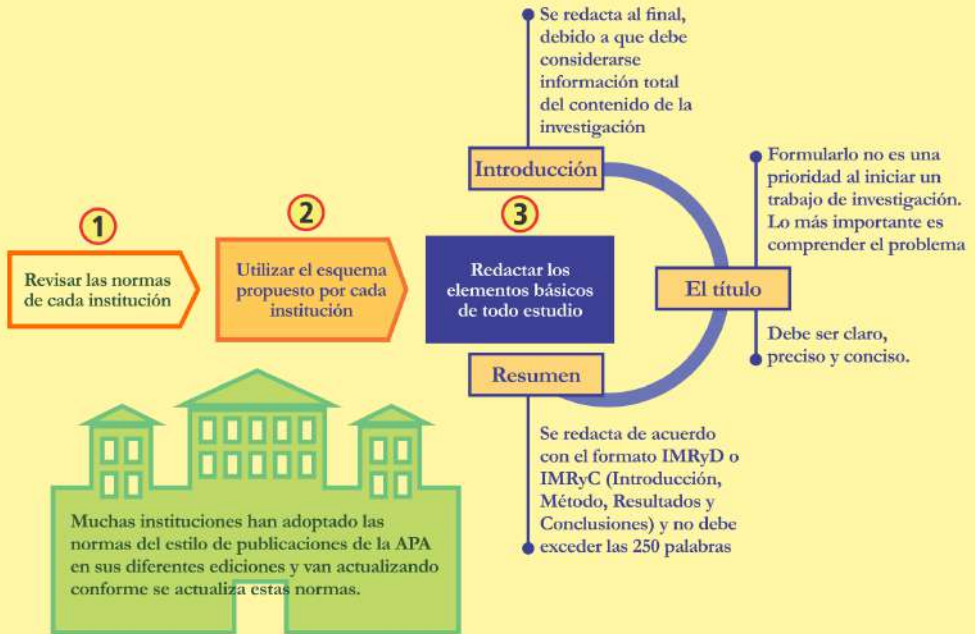 Se redacta al final,
debido a que debe
considerarse
información total
del contenido de la
investigación
Introducción
Formularlo no es una
prioridad al iniciar un
trabajo de investigación.
Lo más importante es
comprender el problema
1
Revisar las normas
de cada institución
2
Utilizar el esquema
propuesto por cada
institución
3
Redactar los
elementos básicos
de todo estudio
El título
Debe ser claro,
preciso y conciso.
Resumen
Se redacta de acuerdo
con el formato IMRyD o
IMRyC (Introducción,
Método, Resultados y
Conclusiones) y no debe
exceder las 250 palabras
Muchas instituciones han adoptado las
normas del estilo de publicaciones de la APA
en sus diferentes ediciones y van actualizando
conforme se actualiza estas normas.